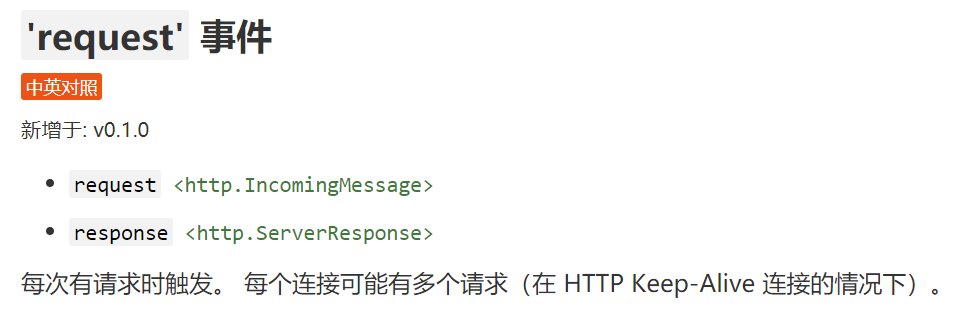 'request' 事件
中英对照
新增于: v0.1.0
request <http.IncomingMessage>
response <http.ServerResponse>
每次有请求时触发。 每个连接可能有多个请求（在 HTTP Keep-Alive 连接的情况下）。